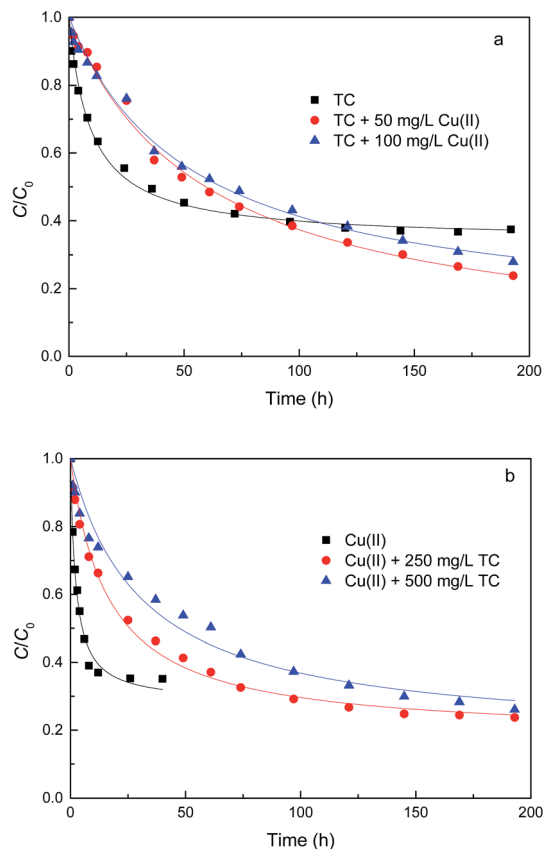 a
1.0
0.8
0.6
0.4
0.2
0.0
C/C0
TC
TC + 50 mg/L Cu(II)
TC + 100 mg/L Cu(II)
0 50 100 150 200
Time (h)
b
1.0
0.8
0.6
0.4
0.2
0.0
C/C0
Cu(II)
Cu(II) + 250 mg/L TC
Cu(II) + 500 mg/L TC
0 50 100 150 200
Time (h)